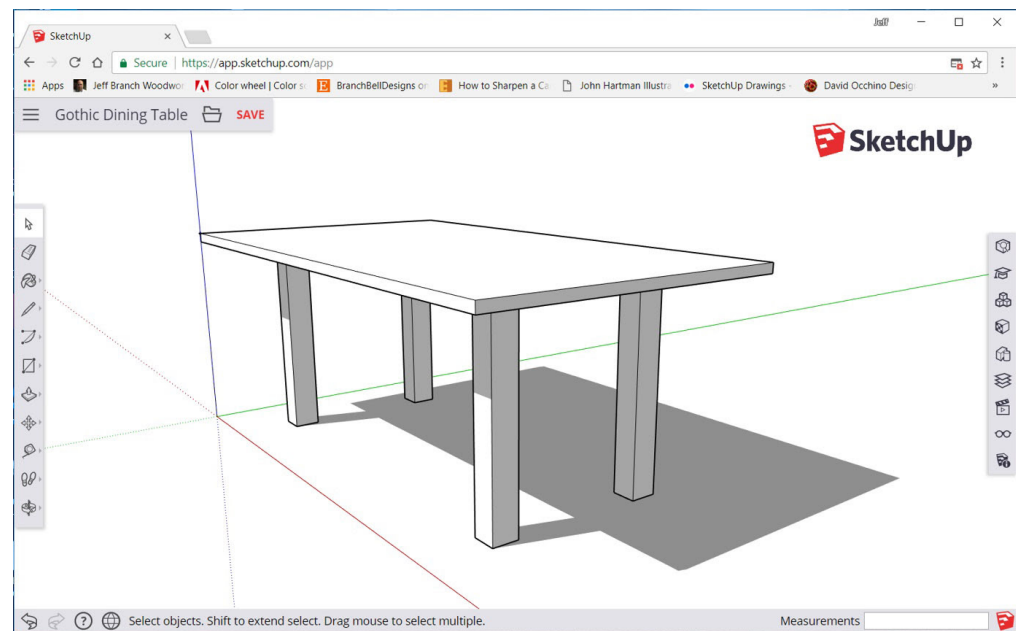 Jeff
SketchUp
Secure https://app.sketchup.com/app
Apps Jeff Branch Woodwor Color wheel | Color s BranchBellDesigns on How to Sharpen a Ca John Hartman Illustra SketchUp Drawings - David Occhino Desig »
Gothic Dining Table SAVE
SketchUp
Select objects. Shift to extend select. Drag mouse to select multiple. Measurements